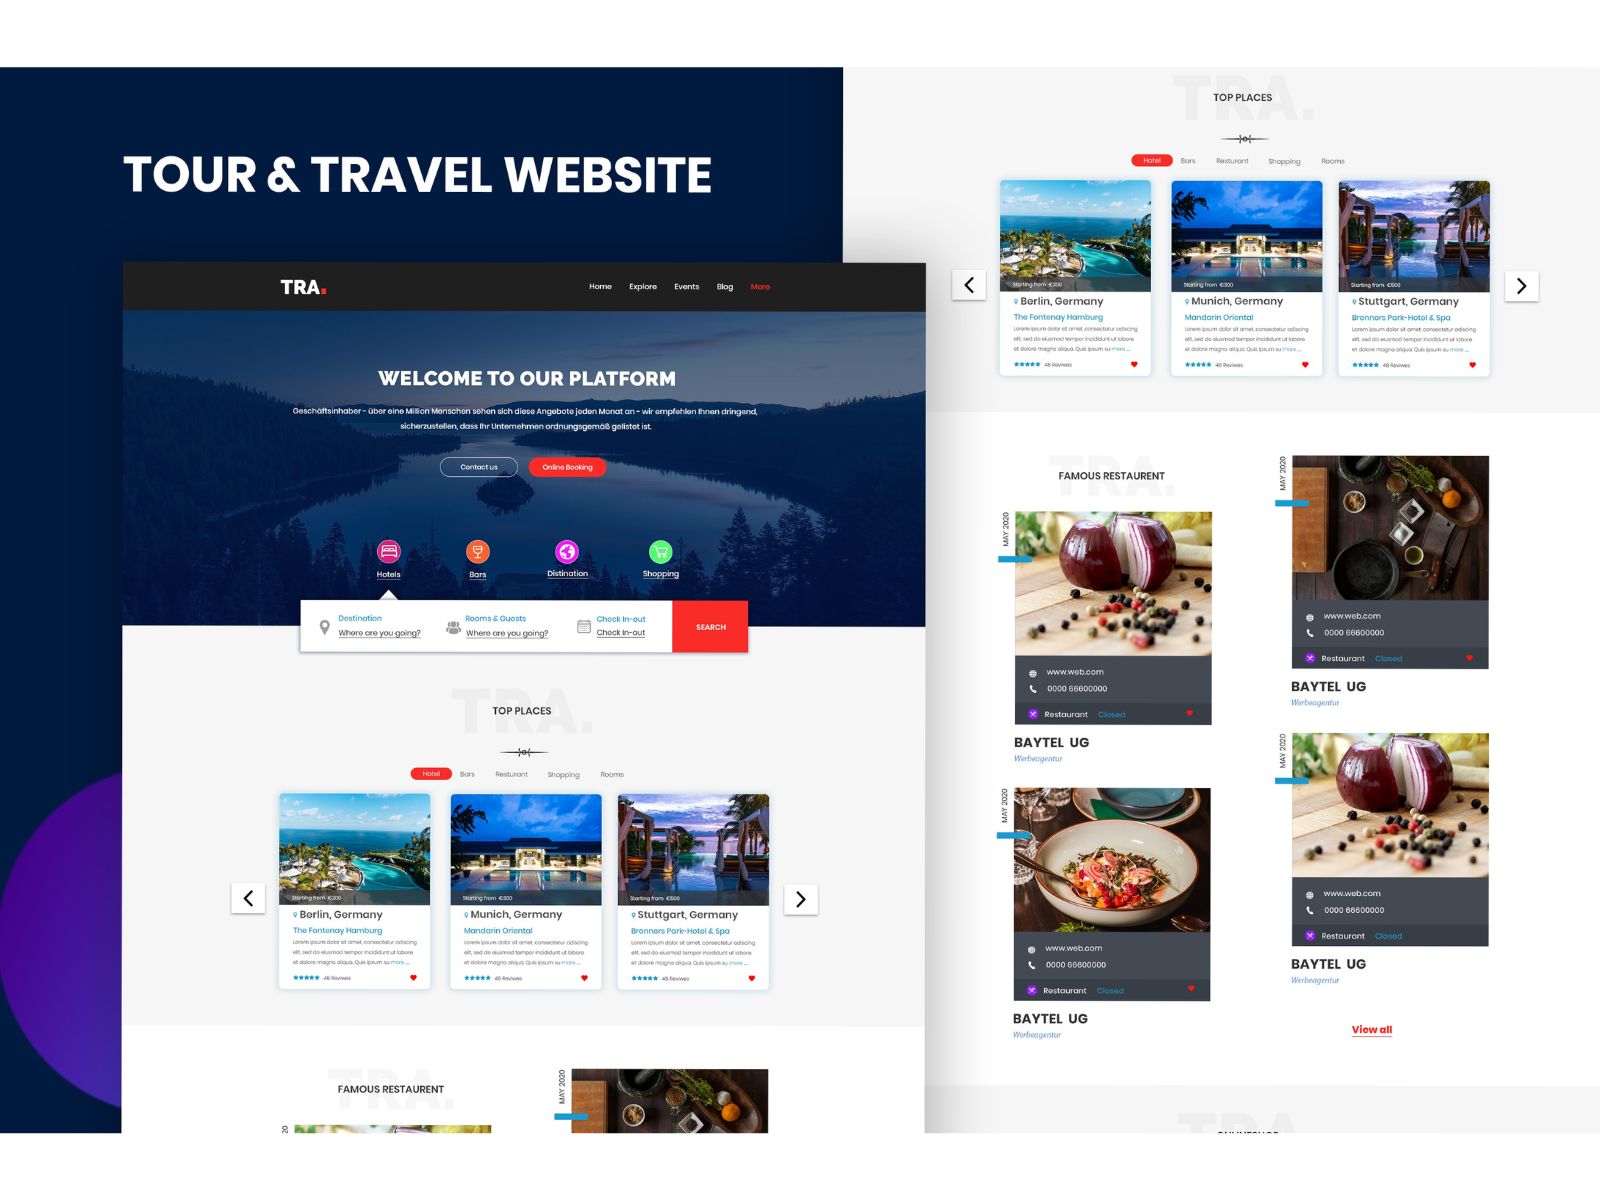 TOUR & TRAVEL WEBSITE
TRA.
Home Explore Events Blog More
WELCOME TO OUR PLATFORM
Geschäftsinhaber - über eine Million Menschen sehen sich diese Angebote jeden Monat an - wir empfehlen Ihnen dringend,
sicherzustellen, dass Ihr Unternehmen ordnungsgemäß gelistet ist.
Contact us Online Booking
Hotels Bars Distination Shopping
Destination Rooms & Guests Check In-out
Where are you going? Where are you going? Check In-out
SEARCH
TRA.
TOP PLACES
Hotel Bars Resturant Shopping Rooms
Starting from €200
Berlin, Germany
The Fontenay Hamburg
Lorem ipsum dolor sit amet, consectetur adiscing
elit, sed do eiusmod tempor incididunt ut labore
et dolore magna aliqua. Quis ipsum su more ...
48 Reviwes
Starting from €300
Munich, Germany
Mandarin Oriental
Lorem ipsum dolor sit amet, consectetur adiscing
elit, sed do eiusmod tempor incididunt ut labore
et dolore magna aliqua. Quis ipsum su more ...
48 Reviwes
Starting from €500
Stuttgart, Germany
Brenners Park-Hotel & Spa
Lorem ipsum dolor sit amet, consectetur adiscing
elit, sed do eiusmod tempor incididunt ut labore
et dolore magna aliqua. Quis ipsum su more ...
48 Reviwes
TRA.
FAMOUS RESTAURENT
20
MAY 2020
TRA.
TOP PLACES
Hotel Bars Resturant Shopping Rooms
Starting from €200
Berlin, Germany
The Fontenay Hamburg
Lorem ipsum dolor sit amet, consectetur adiscing
elit, sed do eiusmod tempor incididunt ut labore
et dolore magna aliqua. Quis ipsum su more ...
48 Reviwes
Starting from €300
Munich, Germany
Mandarin Oriental
Lorem ipsum dolor sit amet, consectetur adiscing
elit, sed do eiusmod tempor incididunt ut labore
et dolore magna aliqua. Quis ipsum su more ...
48 Reviwes
Starting from €500
Stuttgart, Germany
Brenners Park-Hotel & Spa
Lorem ipsum dolor sit amet, consectetur adiscing
elit, sed do eiusmod tempor incididunt ut labore
et dolore magna aliqua. Quis ipsum su more ...
48 Reviwes
TRA.
FAMOUS RESTAURENT
MAY 2020
www.web.com
0000 66600000
Restaurant Closed
BAYTEL UG
Werbeagentur
MAY 2020
www.web.com
0000 66600000
Restaurant Closed
BAYTEL UG
Werbeagentur
MAY 2020
www.web.com
0000 66600000
Restaurant Closed
BAYTEL UG
Werbeagentur
MAY 2020
www.web.com
0000 66600000
Restaurant Closed
BAYTEL UG
Werbeagentur
View all
TRA.